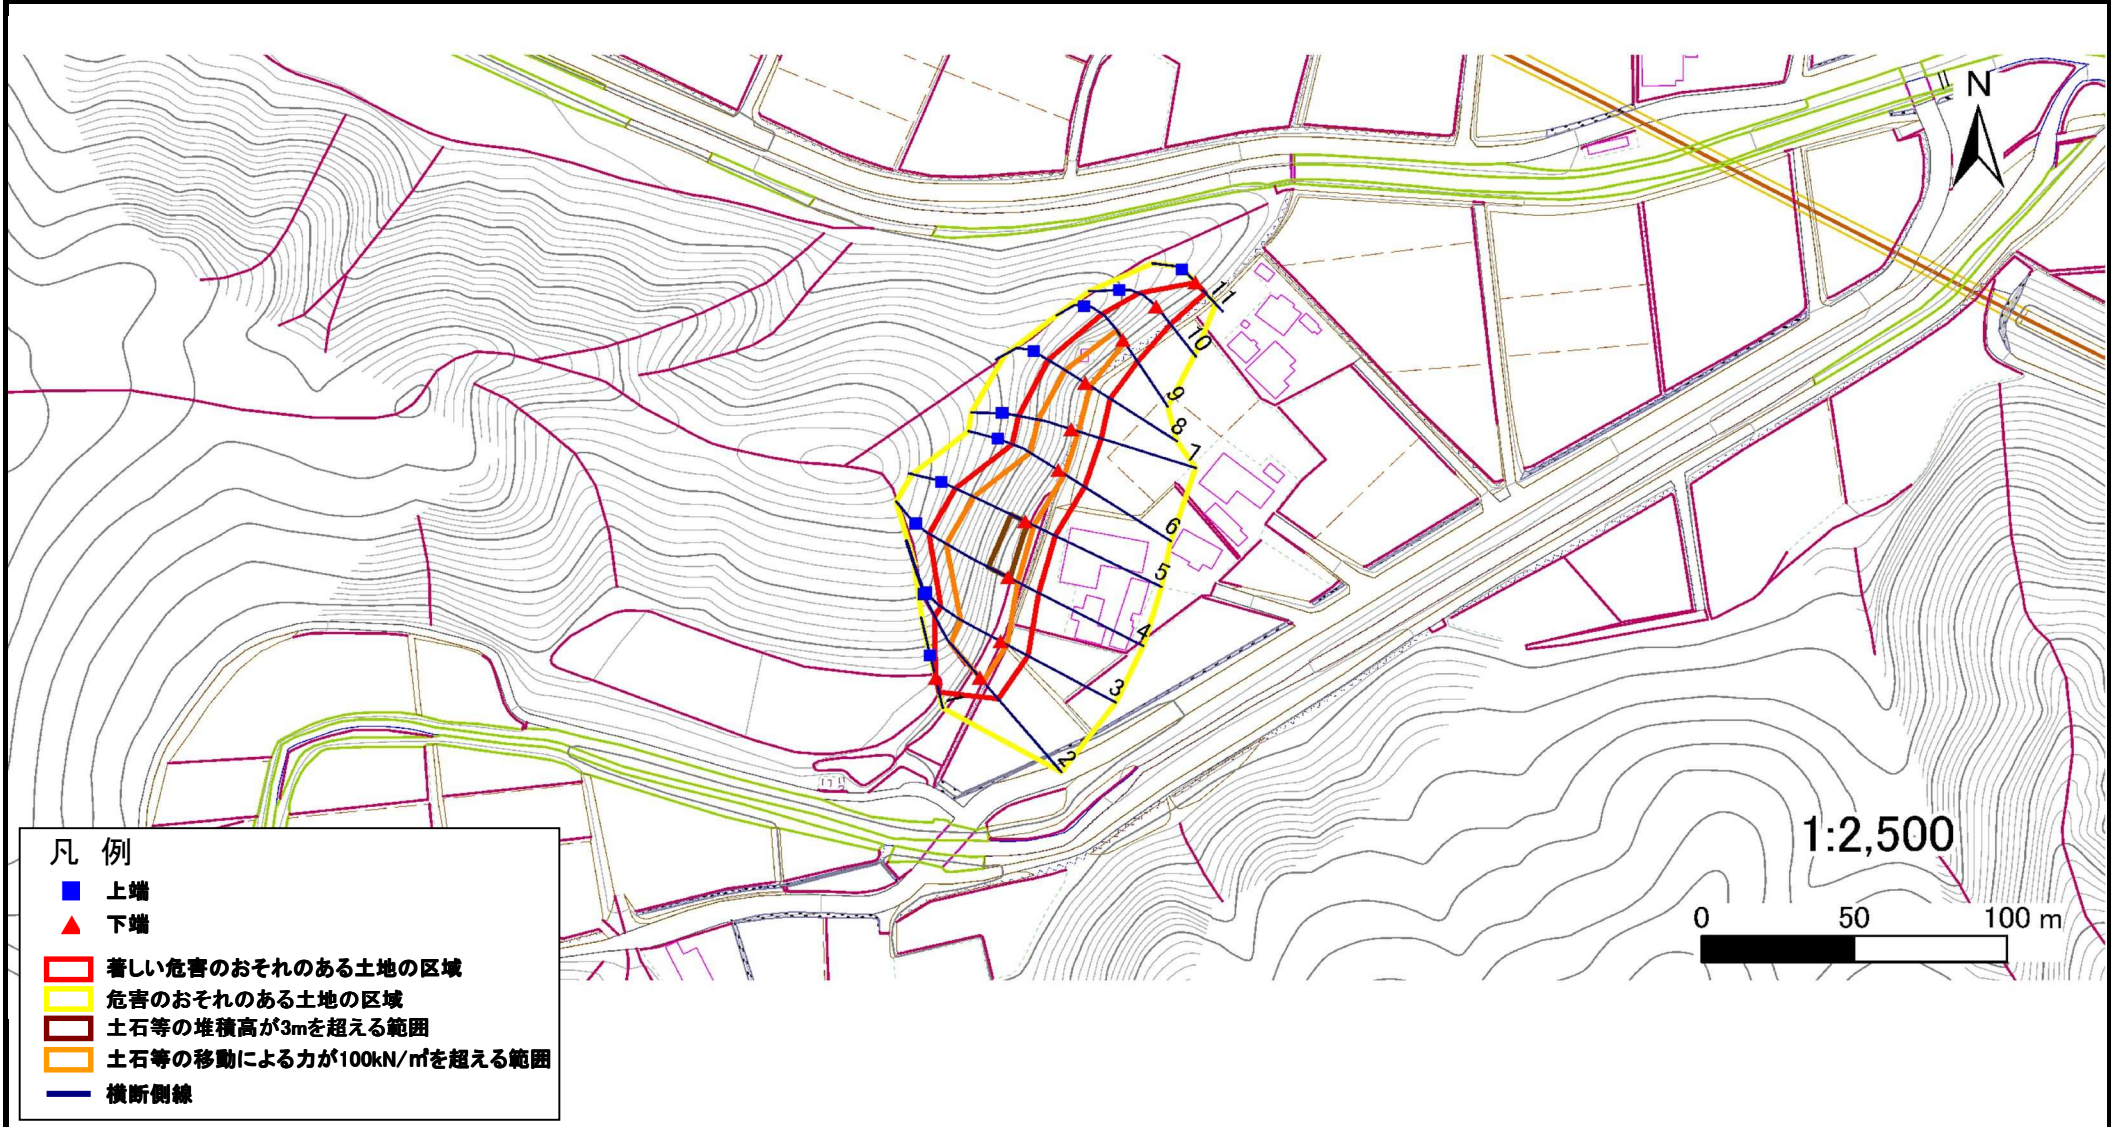 N
11
10
9
8
7
6
5
4
3
2
1:2,500
0 50 100 m
凡 例
上端
下端
著しい危害のおそれのある土地の区域
危害のおそれのある土地の区域
土石等の堆積高が3mを超える範囲
土石等の移動による力が100kN/㎡を超える範囲
横断側線